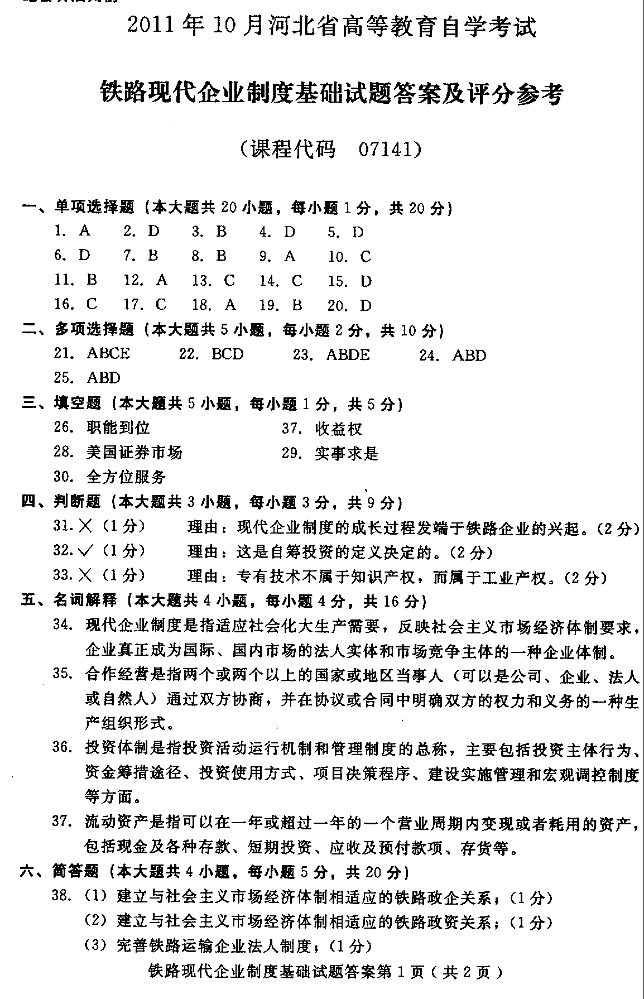 2011 年 10 月河北省高等教育自学考试
铁路现代企业制度基础试题答案及评分参考
(课程代码 07141)
一、单项选择题 (本大题共 20 小题，每小题 1 分，共 20 分)
1. A 2. D 3. B 4. D 5. D
6. D 7. B 8. B 9. A 10. C
11. B 12. A 13. C 14. C 15. D
16. C 17. C 18. A 19. B 20. D
二、多项选择题 (本大题共 5 小题，每小题 2 分，共 10 分)
21. ABCE 22. BCD 23. ABDE 24. ABD
25. ABD
三、填空题 (本大题共 5 小题，每小题 1 分，共 5 分)
26. 职能到位 37. 收益权
28. 美国证券市场 29. 实事求是
30. 全方位服务
四、判断题 (本大题共 3 小题，每小题 3 分，共 9 分)
31. ╳ (1 分) 理由：现代企业制度的成长过程发端于铁路企业的兴起。(2 分)
32. ✓ (1 分) 理由：这是自筹投资的定义决定的。(2 分)
33. ╳ (1 分) 理由：专有技术不属于知识产权，而属于工业产权。(2 分)
五、名词解释 (本大题共 4 小题，每小题 4 分，共 16 分)
34. 现代企业制度是指适应社会化大生产需要，反映社会主义市场经济体制要求，
企业真正成为国际、国内市场的法人实体和市场竞争主体的一种企业体制。
35. 合作经营是指两个或两个以上的国家或地区当事人（可以是公司、企业、法人
或自然人）通过双方协商，并在协议或合同中明确双方的权力和义务的一种生
产组织形式。
36. 投资体制是指投资活动运行机制和管理制度的总称，主要包括投资主体行为、
资金筹措途径、投资使用方式、项目决策程序、建设实施管理和宏观调控制度
等方面。
37. 流动资产是指可以在一年或超过一年的一个营业周期内变现或者耗用的资产，
包括现金及各种存款、短期投资、应收及预付款项、存货等。
六、简答题 (本大题共 4 小题，每小题 5 分，共 20 分)
38. (1) 建立与社会主义市场经济体制相适应的铁路政企关系；(1 分)
(2) 建立与社会主义市场经济体制相适应的铁路政资关系；(1 分)
(3) 完善铁路运输企业法人制度；(1 分)
铁路现代企业制度基础试题答案第 1 页 ( 共 2 页 )